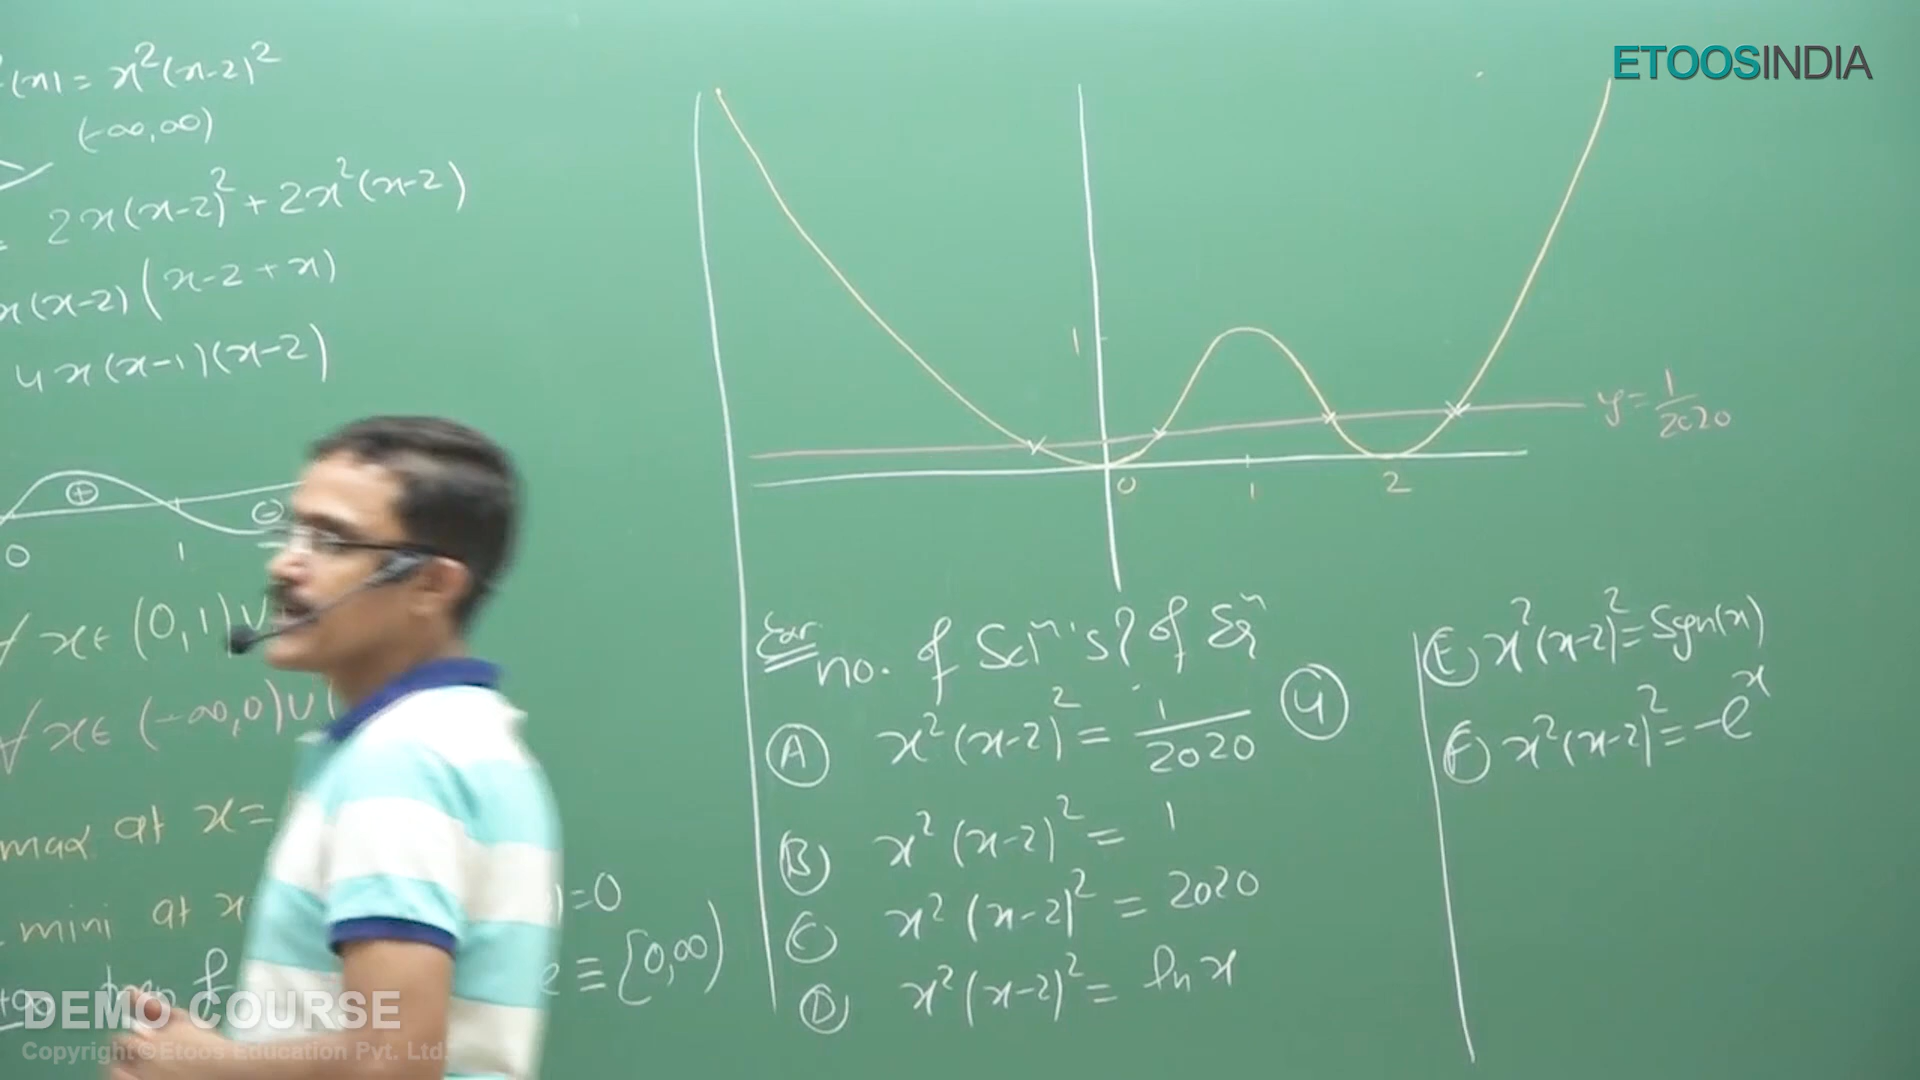 (x) = x²(x-2)²
(-∞,∞)
= 2x(x-2)² + 2x²(x-2)
x(x-2)(x-2+x)
4x(x-1)(x-2)
+ -
0 1
∀ x∈ (0,1)∪
∀ x∈ (-∞,0)∪(
max at x=
mini at x
)=0
≡ [0,∞)
ETOOSINDIA
1
y = 1/2020
0 1 2
no. of Sol^n's? of Eq^n
(A) x²(x-2)² = 1/2020 (4)
(B) x²(x-2)² = 1
(C) x²(x-2)² = 2020
(D) x²(x-2)² = ln x
(E) x²(x-2)² = Sgn(x)
(F) x²(x-2)² = -e^x
DEMO COURSE
Copyright © Etoos Education Pvt. Ltd.